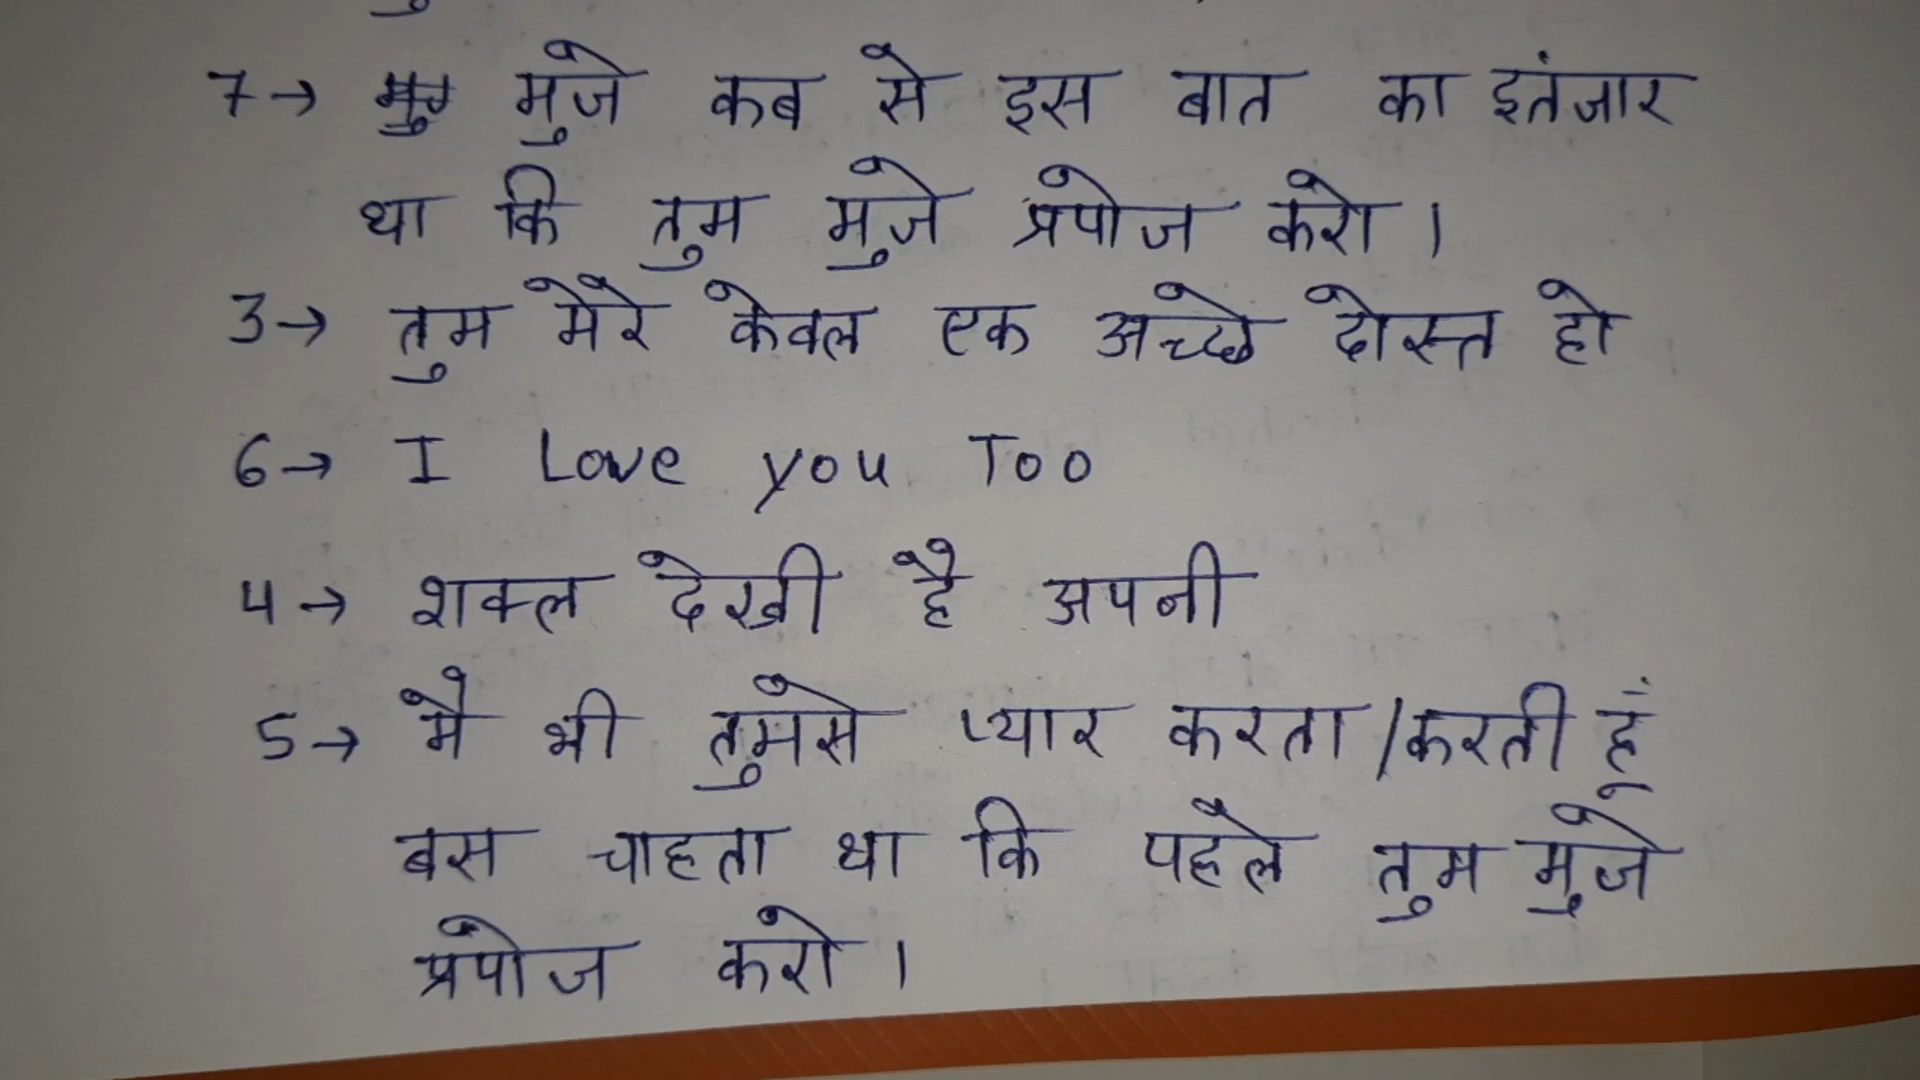 7→ मुजे कब से इस बात का इतंजार
था कि तुम मुजे प्रपोज करो।
3→ तुम मेरे केवल एक अच्छे दोस्त हो
6→ I Love you Too
4→ शक्ल देखी है अपनी
5→ मै भी तुमसे प्यार करता/करती हूं
बस चाहता था कि पहले तुम मुजे
प्रपोज करो।